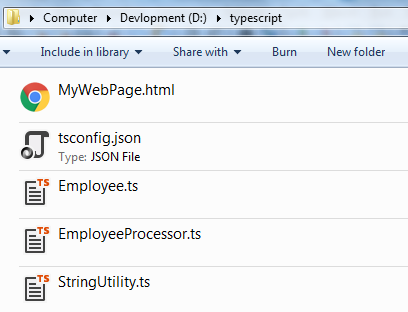 Computer Devlopment (D:) typescript
Include in library Share with Burn New folder
MyWebPage.html
tsconfig.json
Type: JSON File
TS
Employee.ts
TS
EmployeeProcessor.ts
TS
StringUtility.ts